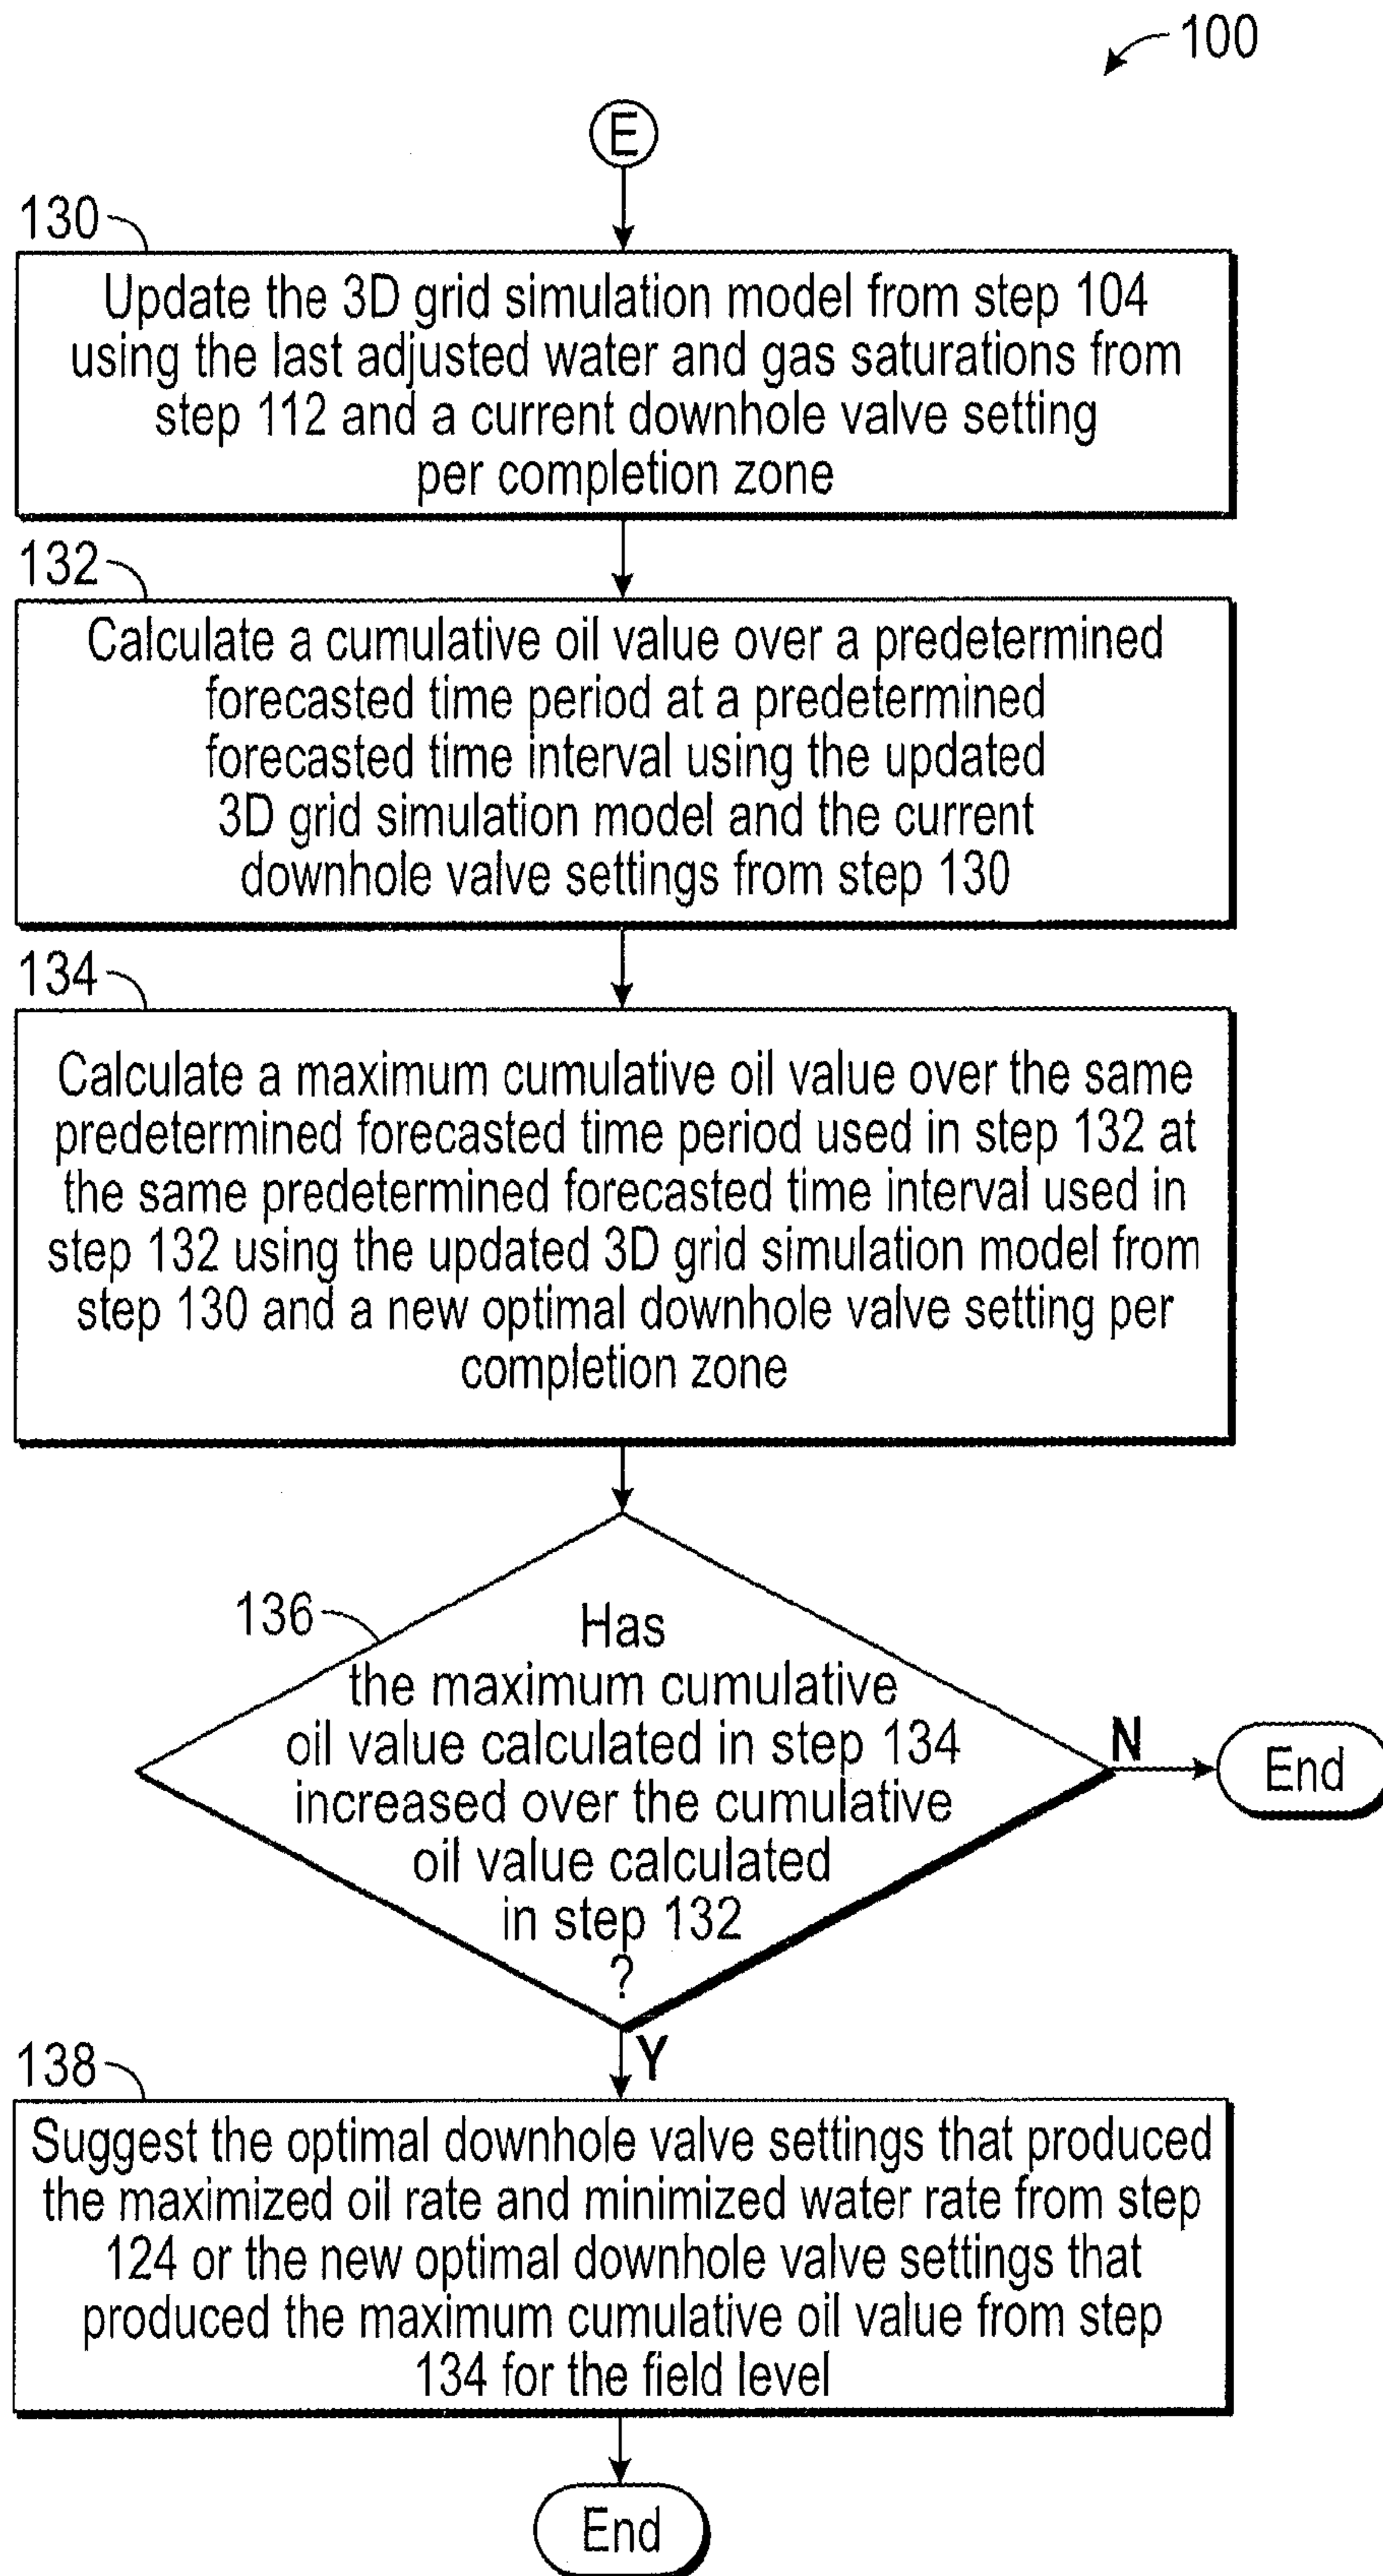 100
E
130
Update the 3D grid simulation model from step 104
using the last adjusted water and gas saturations from
step 112 and a current downhole valve setting
per completion zone
132
Calculate a cumulative oil value over a predetermined
forecasted time period at a predetermined
forecasted time interval using the updated
3D grid simulation model and the current
downhole valve settings from step 130
134
Calculate a maximum cumulative oil value over the same
predetermined forecasted time period used in step 132 at
the same predetermined forecasted time interval used in
step 132 using the updated 3D grid simulation model from
step 130 and a new optimal downhole valve setting per
completion zone
136
Has
the maximum cumulative
oil value calculated in step 134
increased over the cumulative
oil value calculated
in step 132
?
N
End
Y
138
Suggest the optimal downhole valve settings that produced
the maximized oil rate and minimized water rate from step
124 or the new optimal downhole valve settings that
produced the maximum cumulative oil value from step
134 for the field level
End